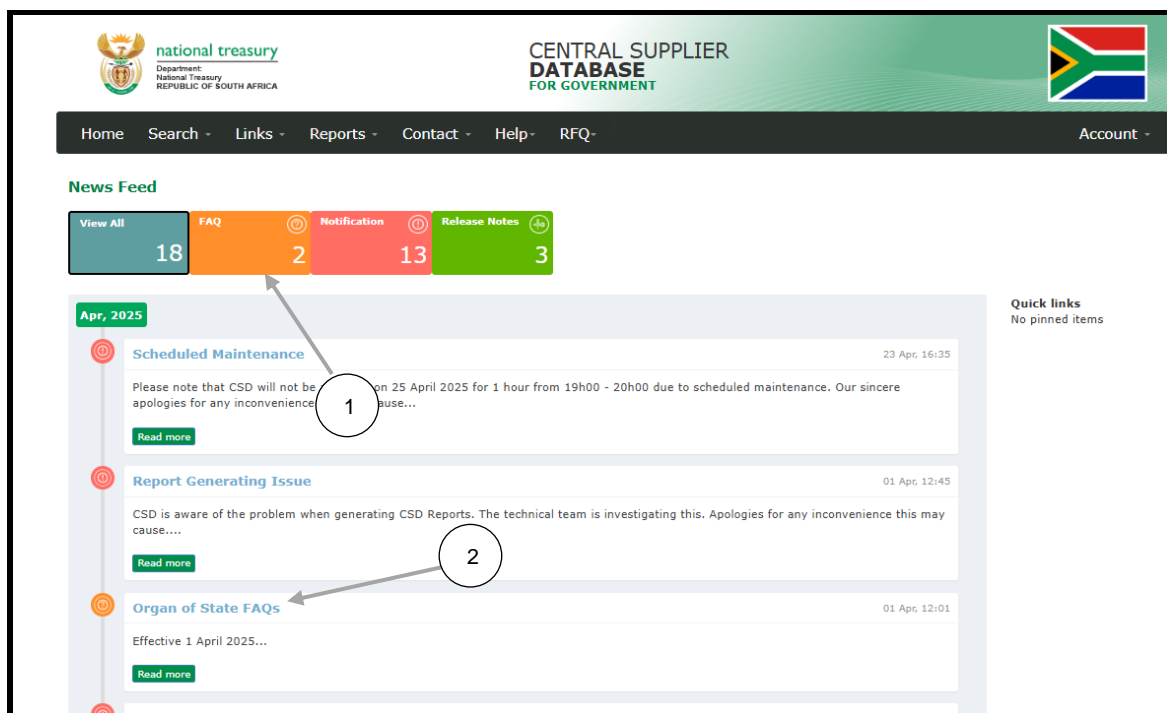 national treasury
Department:
National Treasury
REPUBLIC OF SOUTH AFRICA
CENTRAL SUPPLIER
DATABASE
FOR GOVERNMENT
Home Search Links Reports Contact Help RFQ Account
News Feed
View All 18
FAQ 2
Notification 13
Release Notes 3
Apr, 2025
Quick links
No pinned items
Scheduled Maintenance 23 Apr, 16:35
Please note that CSD will not be on 25 April 2025 for 1 hour from 19h00 - 20h00 due to scheduled maintenance. Our sincere
apologies for any inconvenience ause...
1
Read more
Report Generating Issue 01 Apr, 12:45
CSD is aware of the problem when generating CSD Reports. The technical team is investigating this. Apologies for any inconvenience this may
cause....
2
Read more
Organ of State FAQs 01 Apr, 12:01
Effective 1 April 2025...
Read more